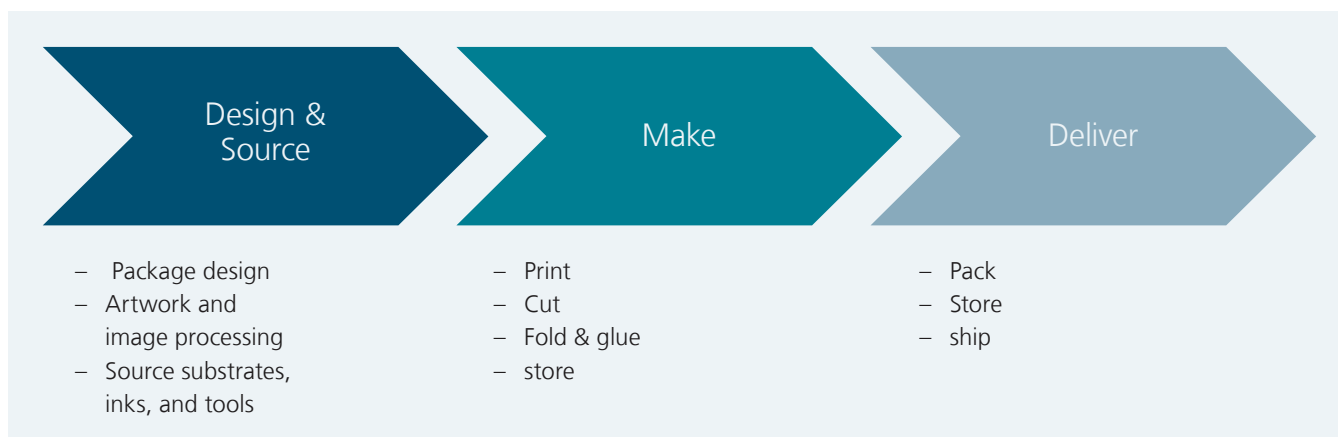 Design &
Source
Make
Deliver
– Package design
– Artwork and
image processing
– Source substrates,
inks, and tools
– Print
– Cut
– Fold & glue
– store
– Pack
– Store
– ship